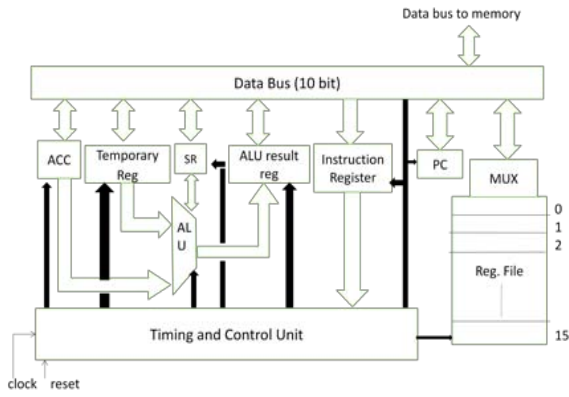 Data bus to memory
Data Bus (10 bit)
ACC
Temporary
Reg
SR
ALU result
reg
Instruction
Register
PC
MUX
AL
U
0
1
2
Reg. File
15
Timing and Control Unit
clock
reset